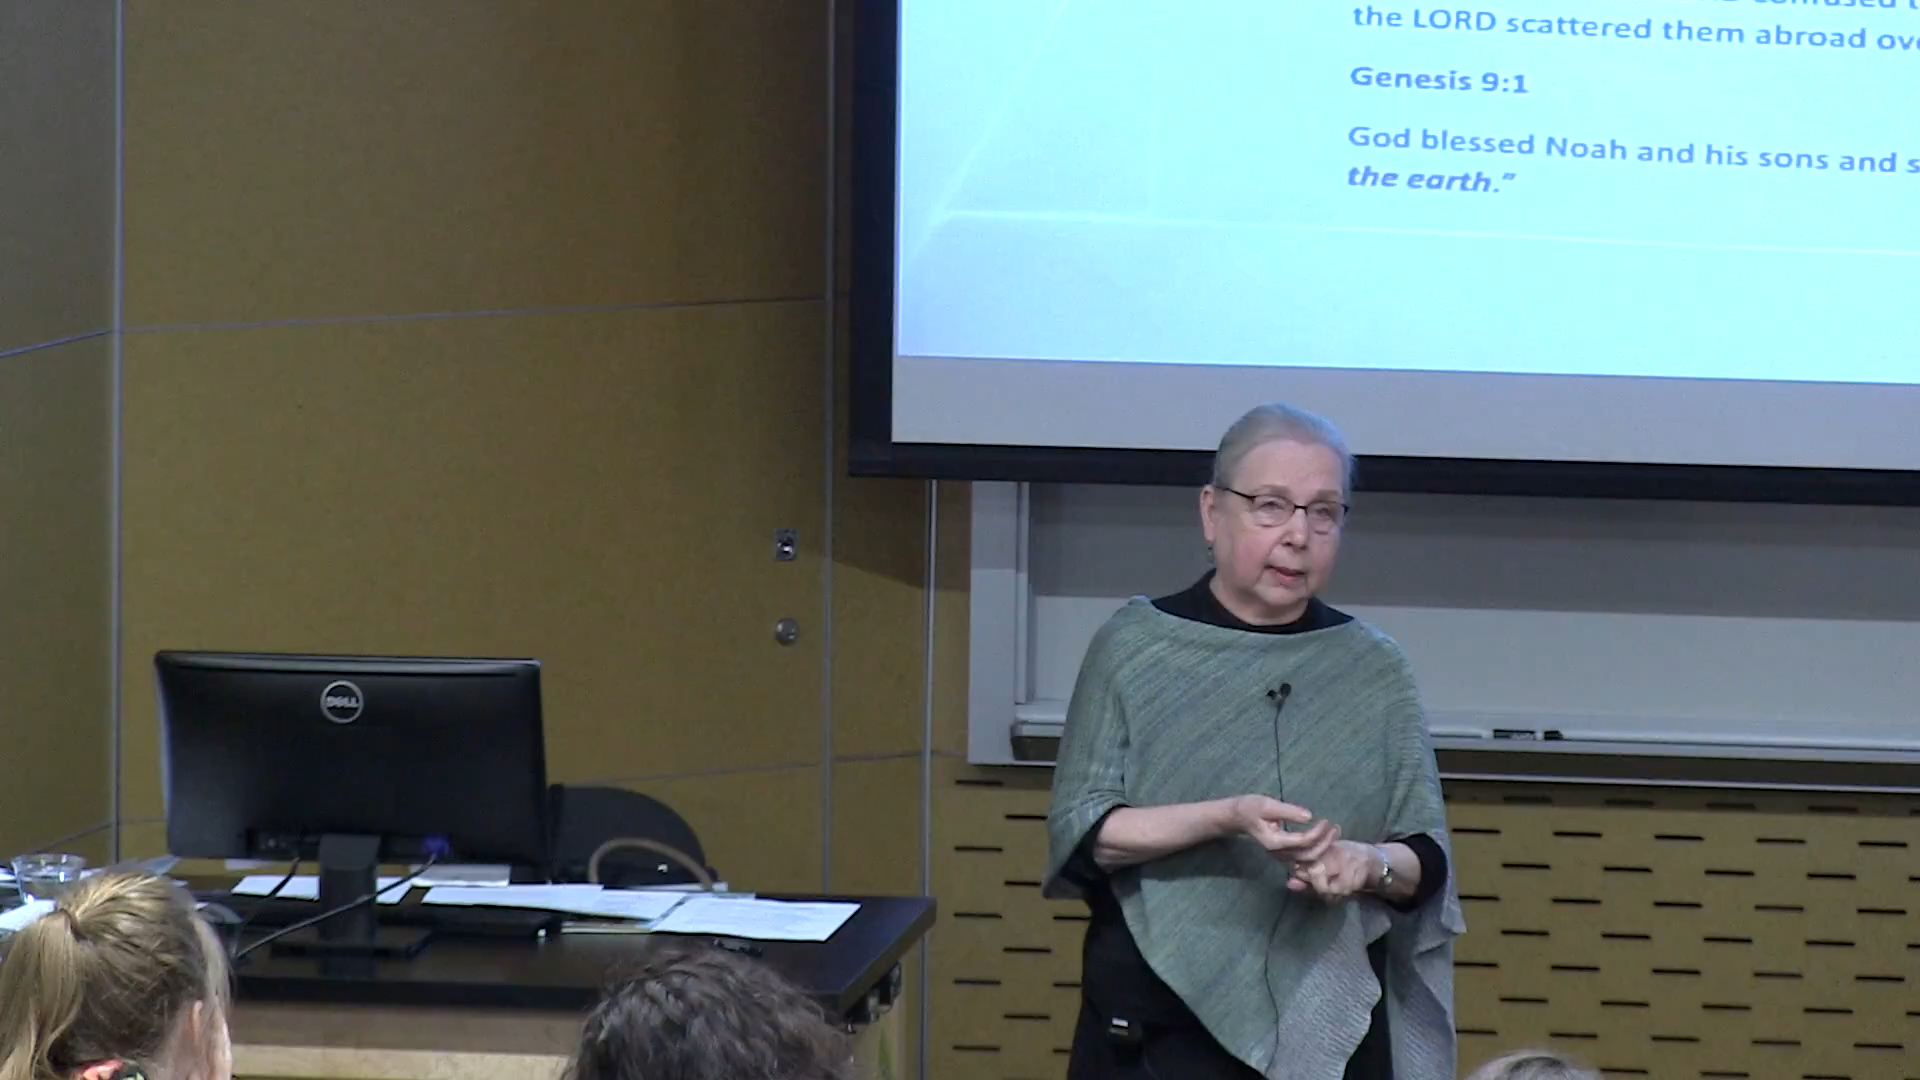 confused
the LORD scattered them abroad ov
Genesis 9:1
God blessed Noah and his sons and s
the earth.”
DELL